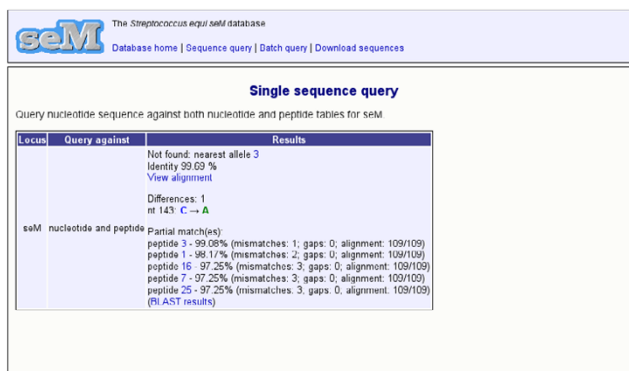 seM
The Streptococcus equi seM database
Database home | Sequence query | Batch query | Download sequences
Single sequence query
Query nucleotide sequence against both nucleotide and peptide tables for seM.
Locus Query against Results
Not found: nearest allele 3
Identity 99.69 %
View alignment
Differences: 1
nt 143: C → A
seM nucleotide and peptide Partial match(es):
peptide 3 - 99.08% (mismatches: 1; gaps: 0; alignment: 109/109)
peptide 1 - 98.17% (mismatches: 2; gaps: 0; alignment: 109/109)
peptide 16 - 97.25% (mismatches: 3; gaps: 0; alignment: 109/109)
peptide 7 - 97.25% (mismatches: 3; gaps: 0; alignment: 109/109)
peptide 25 - 97.25% (mismatches: 3; gaps: 0; alignment: 109/109)
(BLAST results)